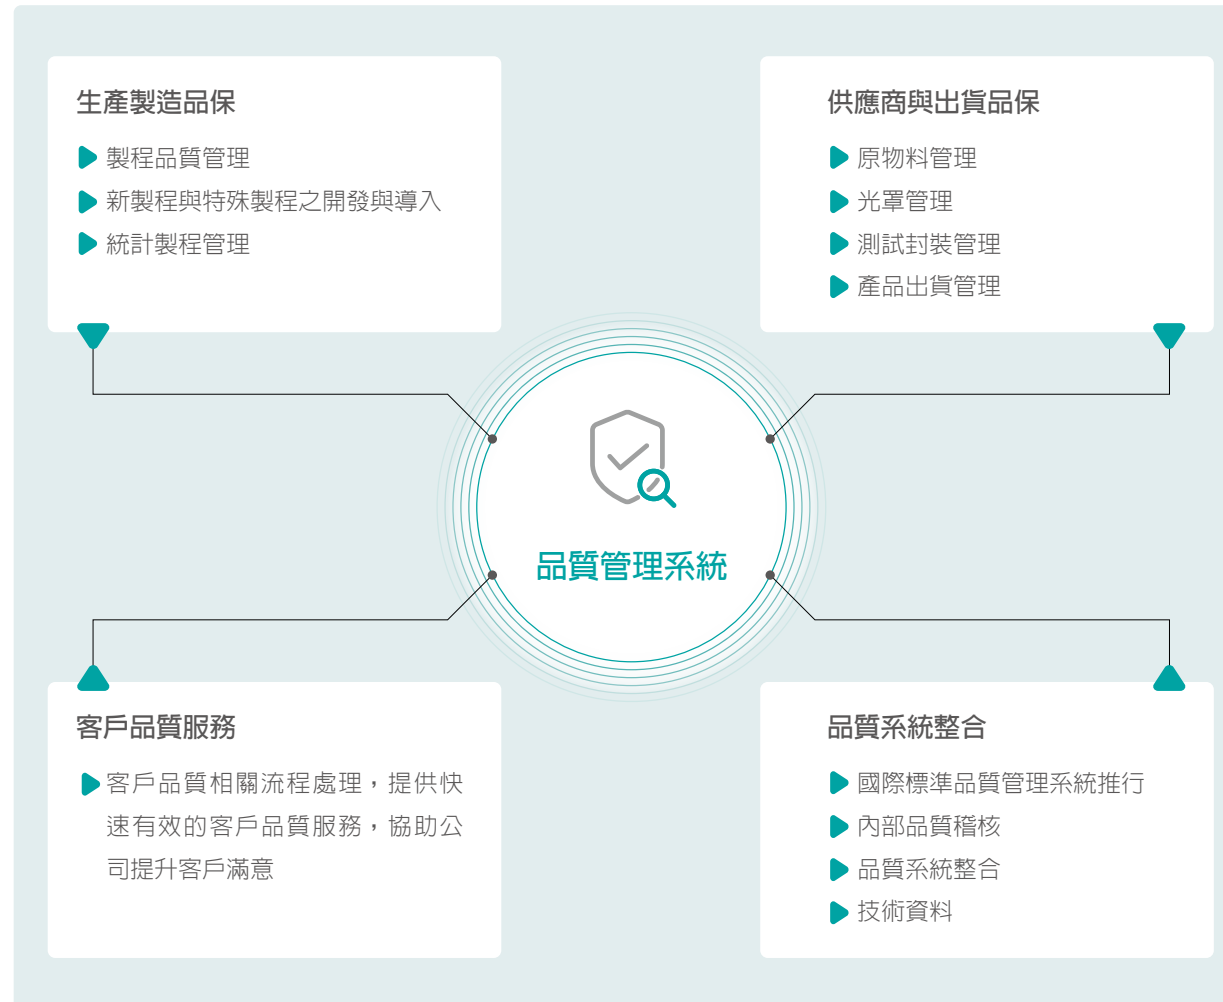 生產製造品保
製程品質管理
新製程與特殊製程之開發與導入
統計製程管理
供應商與出貨品保
原物料管理
光罩管理
測試封裝管理
產品出貨管理
品質管理系統
客戶品質服務
客戶品質相關流程處理，提供快
速有效的客戶品質服務，協助公
司提升客戶滿意
品質系統整合
國際標準品質管理系統推行
內部品質稽核
品質系統整合
技術資料